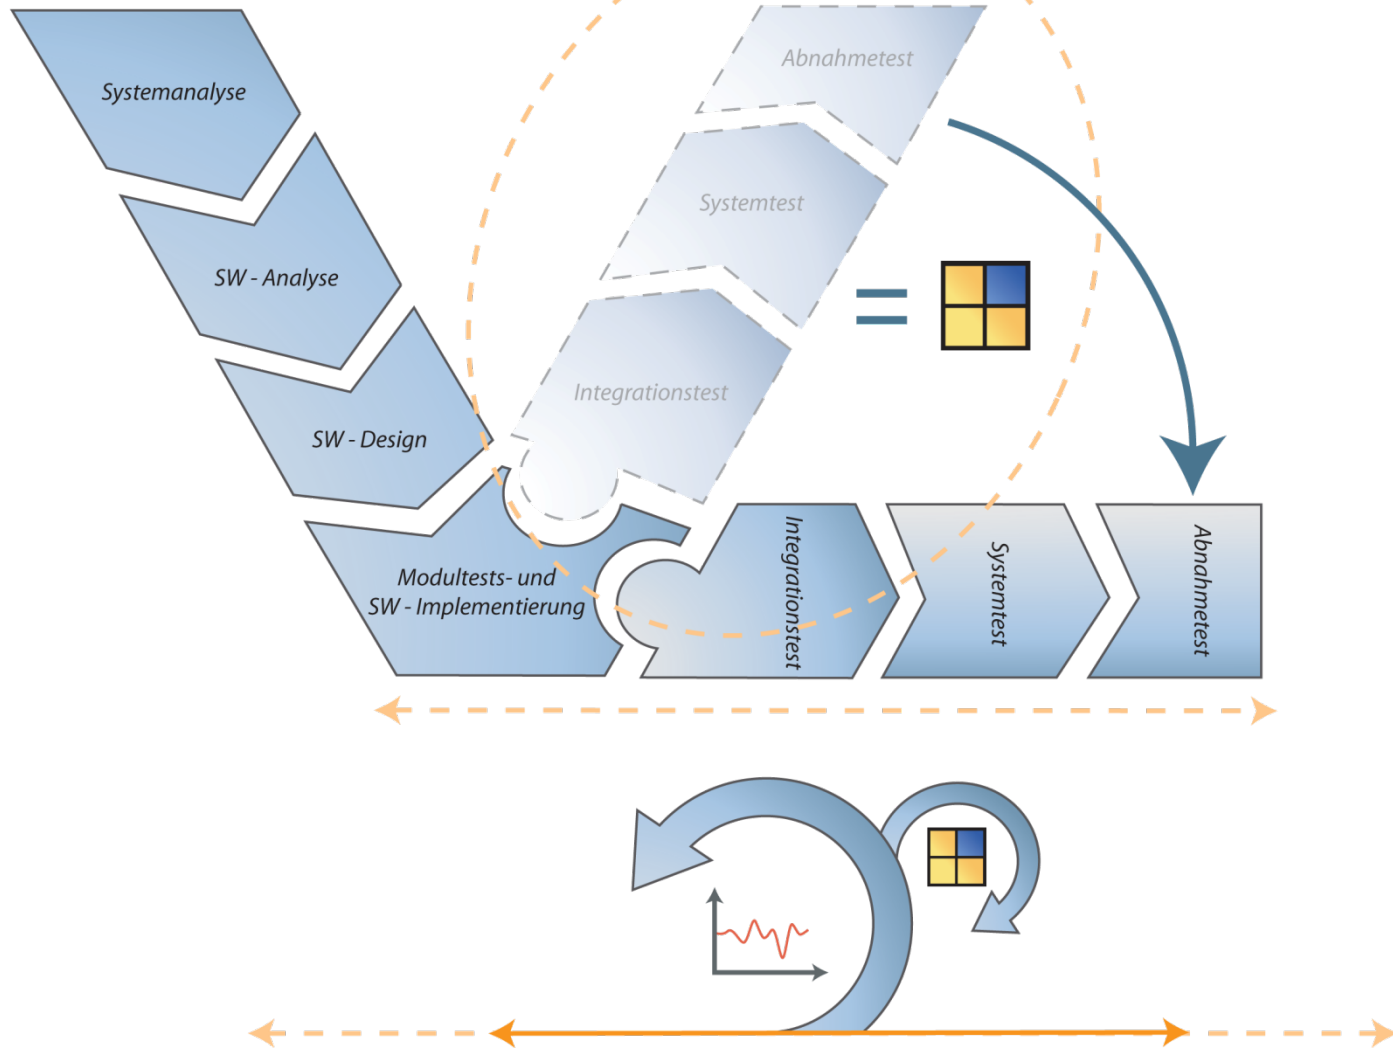 Systemanalyse
SW - Analyse
SW - Design
Modultests- und
SW - Implementierung
Abnahmetest
Systemtest
Integrationstest
Integrationstest
Systemtest
Abnahmetest